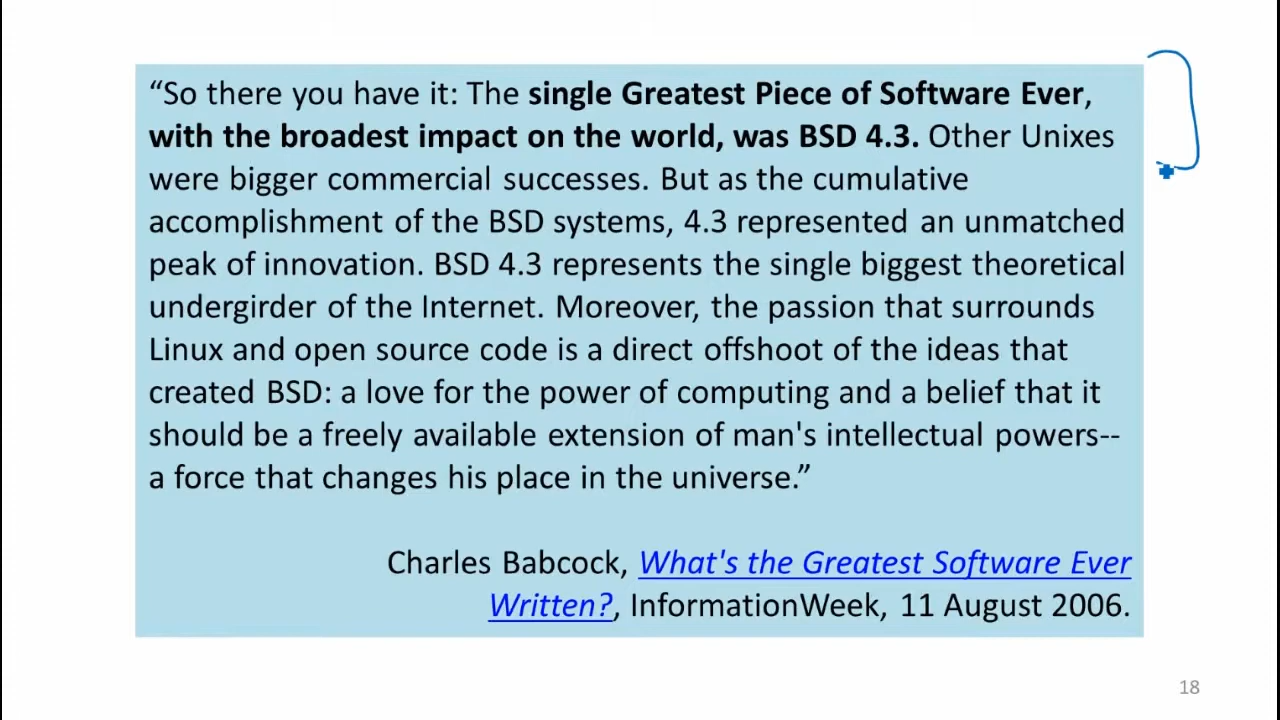 “So there you have it: The single Greatest Piece of Software Ever,
with the broadest impact on the world, was BSD 4.3. Other Unixes
were bigger commercial successes. But as the cumulative
accomplishment of the BSD systems, 4.3 represented an unmatched
peak of innovation. BSD 4.3 represents the single biggest theoretical
undergirder of the Internet. Moreover, the passion that surrounds
Linux and open source code is a direct offshoot of the ideas that
created BSD: a love for the power of computing and a belief that it
should be a freely available extension of man's intellectual powers--
a force that changes his place in the universe.”
Charles Babcock, What's the Greatest Software Ever
Written?, InformationWeek, 11 August 2006.
18